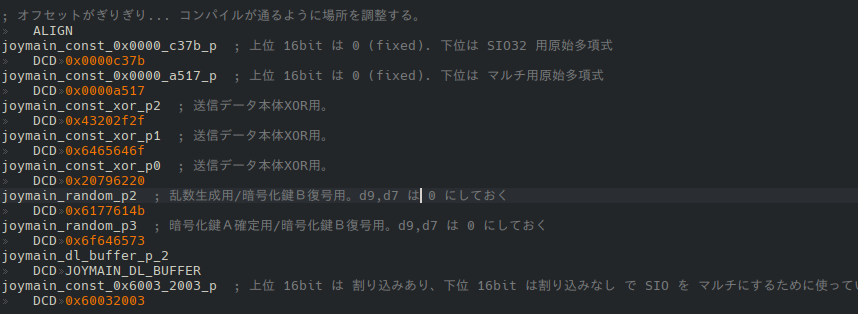 ; オフセットがぎりぎり... コンパイルが通るように場所を調整する。
» ALIGN
joymain_const_0x0000_c37b_p ; 上位 16bit は 0 (fixed). 下位は SIO32 用原始多項式
» DCD»0x0000c37b
joymain_const_0x0000_a517_p ; 上位 16bit は 0 (fixed). 下位は マルチ用原始多項式
» DCD»0x0000a517
joymain_const_xor_p2 ; 送信データ本体XOR用。
» DCD»0x43202f2f
joymain_const_xor_p1 ; 送信データ本体XOR用。
» DCD»0x6465646f
joymain_const_xor_p0 ; 送信データ本体XOR用。
» DCD»0x20796220
joymain_random_p2 ; 乱数生成用/暗号化鍵Ｂ復号用。d9,d7 は 0 にしておく
» DCD»0x6177614b
joymain_random_p3 ; 暗号化鍵Ａ確定用/暗号化鍵Ｂ復号用。d9,d7 は 0 にしておく
» DCD»0x6f646573
joymain_dl_buffer_p_2
» DCD»JOYMAIN_DL_BUFFER
joymain_const_0x6003_2003_p ; 上位 16bit は 割り込みあり、下位 16bit は割り込みなし で SIO を マルチにするために使ってい
» DCD»0x60032003